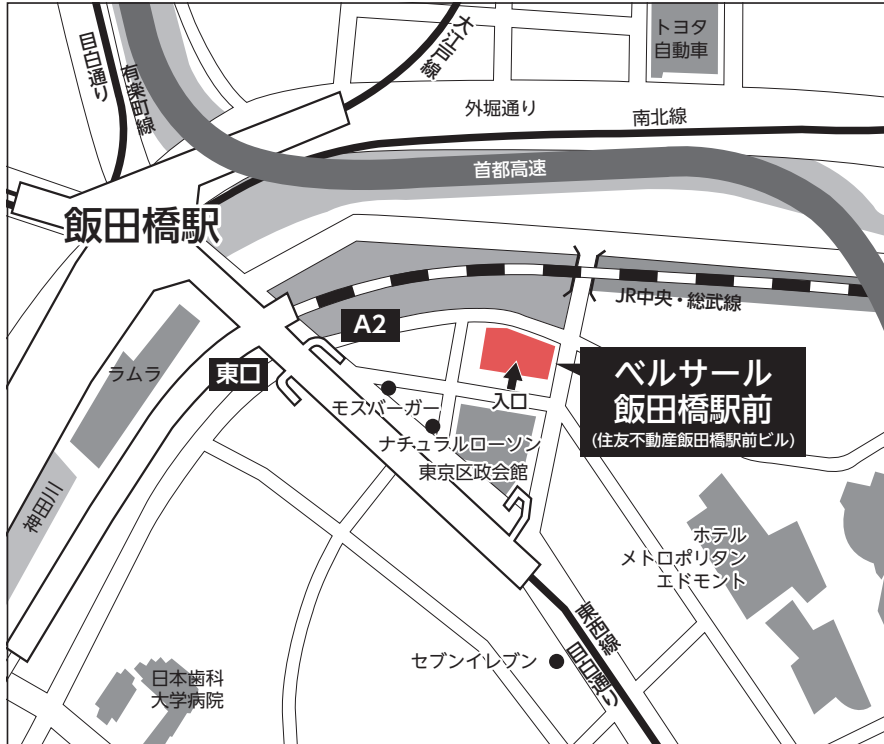 トヨタ
自動車
目白通り
有楽町線
大江戸線
外堀通り
南北線
首都高速
飯田橋駅
JR中央・総武線
A2
東口
ラムラ
モスバーガー
入口
ベルサール
飯田橋駅前
(住友不動産飯田橋駅前ビル)
ナチュラルローソン
東京区政会館
神田三
ホテル
メトロポリタン
エドモント
東西線
目白通り
セブンイレブン
日本歯科
大学病院